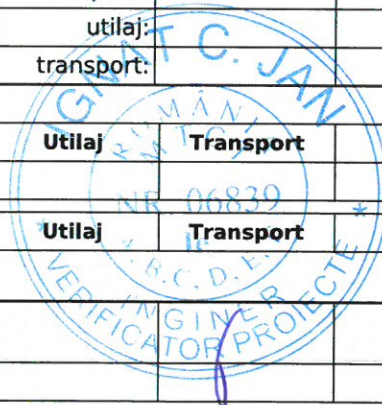 utilaj:
transport:
IGNAT C. JAN
ROMÂNIA
Utilaj Transport
NR. 06839
Utilaj Transport
INGINER
VERIFICATOR PROIECTE